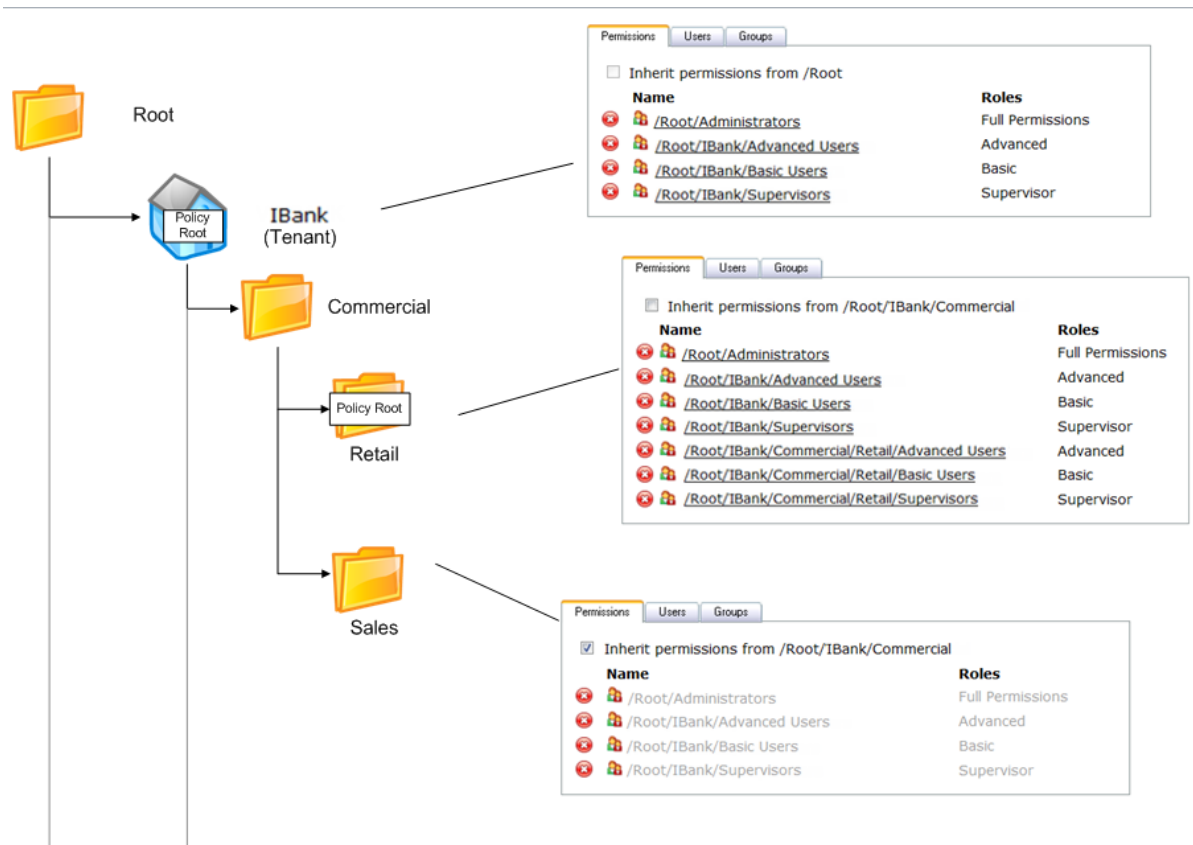 Root
Policy
Root
IBank
(Tenant)
Commercial
Policy Root
Retail
Sales
Permissions Users Groups
Inherit permissions from /Root
Name Roles
/Root/Administrators Full Permissions
/Root/IBank/Advanced Users Advanced
/Root/IBank/Basic Users Basic
/Root/IBank/Supervisors Supervisor
Permissions Users Groups
Inherit permissions from /Root/IBank/Commercial
Name Roles
/Root/Administrators Full Permissions
/Root/IBank/Advanced Users Advanced
/Root/IBank/Basic Users Basic
/Root/IBank/Supervisors Supervisor
/Root/IBank/Commercial/Retail/Advanced Users Advanced
/Root/IBank/Commercial/Retail/Basic Users Basic
/Root/IBank/Commercial/Retail/Supervisors Supervisor
Permissions Users Groups
Inherit permissions from /Root/IBank/Commercial
Name Roles
/Root/Administrators Full Permissions
/Root/IBank/Advanced Users Advanced
/Root/IBank/Basic Users Basic
/Root/IBank/Supervisors Supervisor